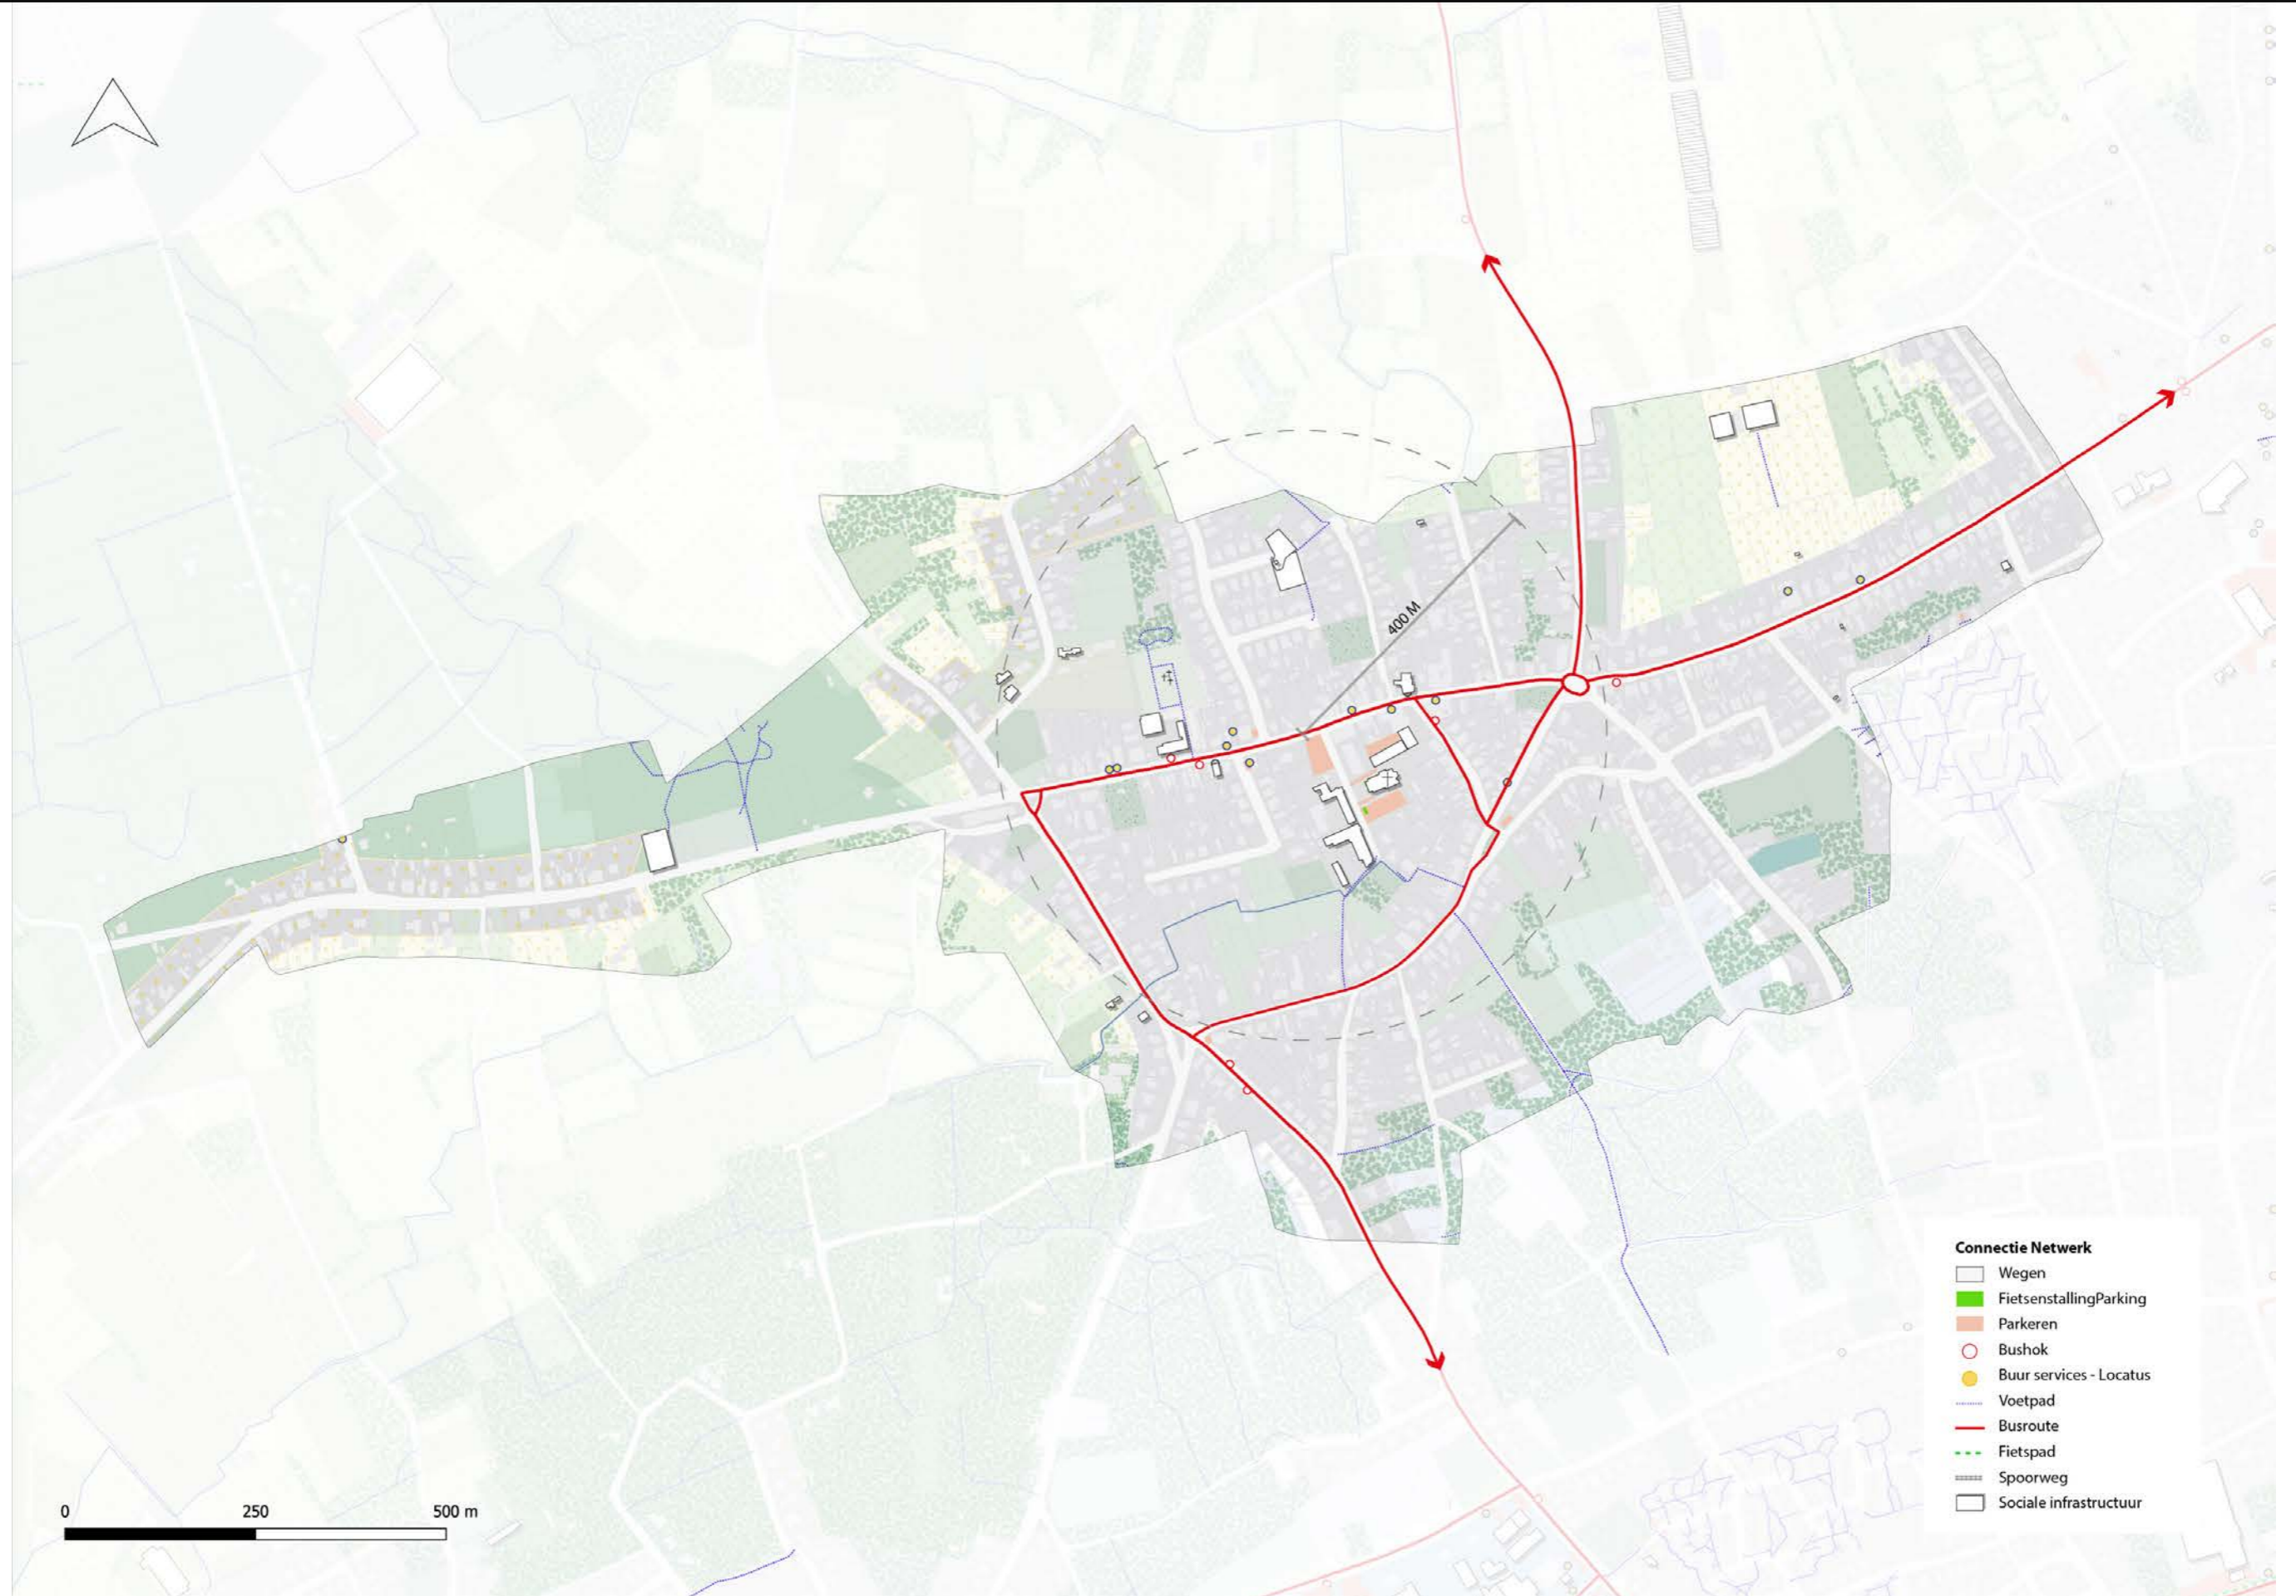 400 M
Connectie Netwerk
Wegen
FietsenstallingParking
Parkeren
Bushok
Buur services - Locatus
Voetpad
Busroute
Fietspad
Spoorweg
Sociale infrastructuur
0 250 500 m